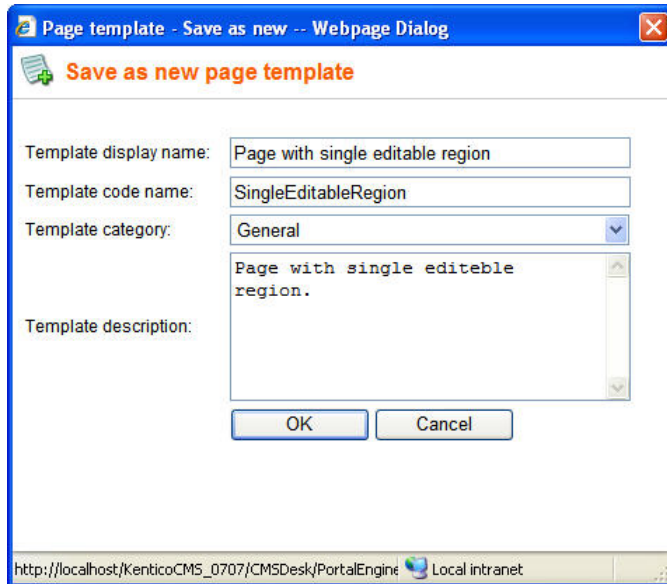 Page template - Save as new -- Webpage Dialog
Save as new page template
Template display name: Page with single editable region
Template code name: SingleEditableRegion
Template category: General
Template description: Page with single editeble
region.
OK Cancel
http://localhost/KenticoCMS_0707/CMSDesk/PortalEngine Local intranet